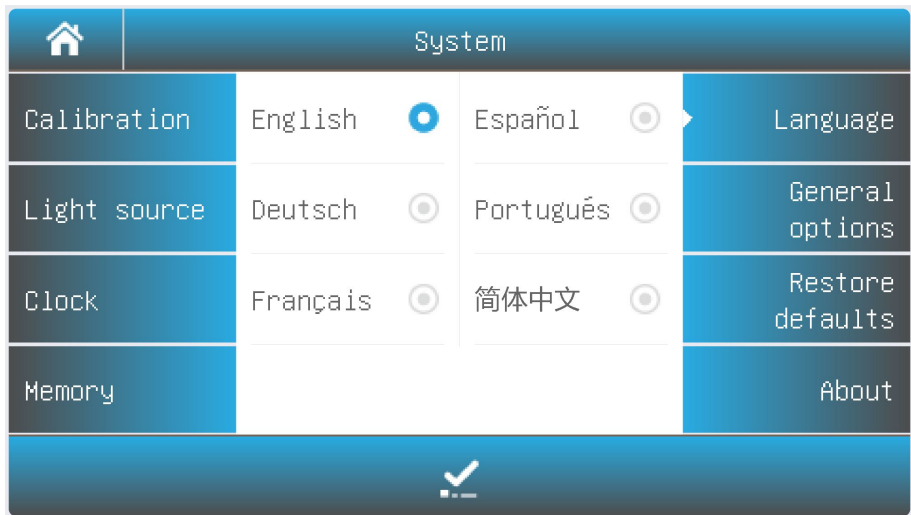 System
Calibration
English
Español
Language
Light source
Deutsch
Portugués
General
options
Clock
Français
简体中文
Restore
defaults
Memory
About